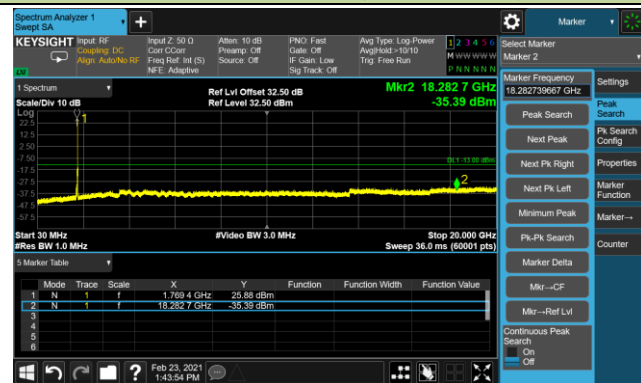 Spectrum Analyzer 1
Swept SA
+
Marker
KEYSIGHT
Input: RF
Coupling: DC
Align: Auto/No RF
Input Z: 50 Ω
Corr CCorr
Freq Ref: Int (S)
NFE: Adaptive
Atten: 10 dB
Preamp: Off
Source: Off
PNO: Fast
Gate: Off
IF Gain: Low
Sig Track: Off
Avg Type: Log-Power
Avg|Hold:>10/10
Trig: Free Run
1 2 3 4 5 6
M W W W W W
P N N N N N
LXI
Select Marker
Marker 2
1 Spectrum
Scale/Div 10 dB
Log
Ref Lvl Offset 32.50 dB
Ref Level 32.50 dBm
Mkr2 18.282 7 GHz
-35.39 dBm
22.5
12.5
2.50
-7.50
-17.5
-27.5
-37.5
-47.5
-57.5
1
DL1 -13.00 dBm
2
Start 30 MHz
#Res BW 1.0 MHz
#Video BW 3.0 MHz
Stop 20.000 GHz
Sweep 36.0 ms (60001 pts)
5 Marker Table
Mode Trace Scale X Y Function Function Width Function Value
1 N 1 f 1.769 4 GHz 25.88 dBm
2 N 1 f 18.282 7 GHz -35.39 dBm
3
4
5
6
Marker Frequency
18.282739667 GHz
Peak Search
Next Peak
Next Pk Right
Next Pk Left
Minimum Peak
Pk-Pk Search
Marker Delta
Mkr→CF
Mkr→Ref Lvl
Continuous Peak
Search
On
Off
Settings
Peak
Search
Pk Search
Config
Properties
Marker
Function
Marker→
Counter
?
Feb 23, 2021
1:43:54 PM